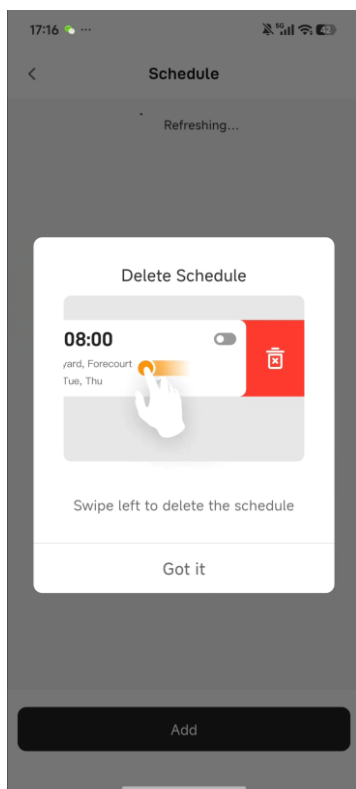 17:16 ...
5G
Schedule
Refreshing...
Delete Schedule
08:00
yard, Forecourt
Tue, Thu
Swipe left to delete the schedule
Got it
Add